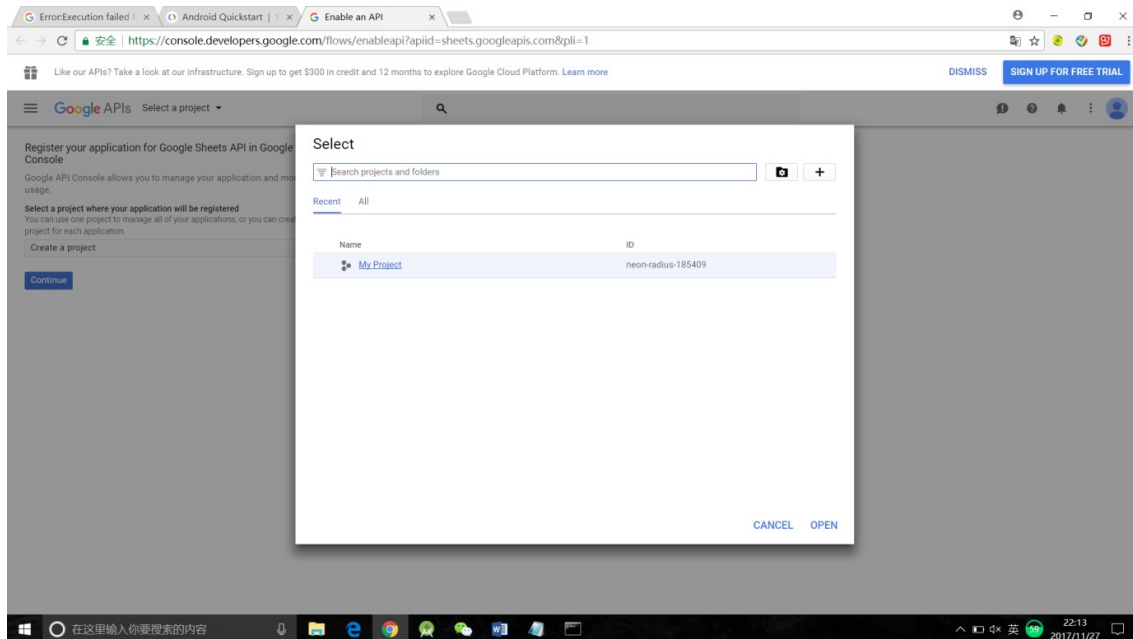 Error:Execution failed f
Android Quickstart | S
Enable an API
安全 | https://console.developers.google.com/flows/enableapi?apiid=sheets.googleapis.com&pli=1
Like our APIs? Take a look at our infrastructure. Sign up to get $300 in credit and 12 months to explore Google Cloud Platform. Learn more
DISMISS
SIGN UP FOR FREE TRIAL
Google APIs
Select a project
Register your application for Google Sheets API in Google
Console
Google API Console allows you to manage your application and mon
usage.
Select a project where your application will be registered
You can use one project to manage all of your applications, or you can creat
project for each application.
Create a project
Continue
Select
Search projects and folders
Recent
All
Name
ID
My Project
neon-radius-185409
CANCEL
OPEN
在这里输入你要搜索的内容
英
59
22:13
2017/11/27